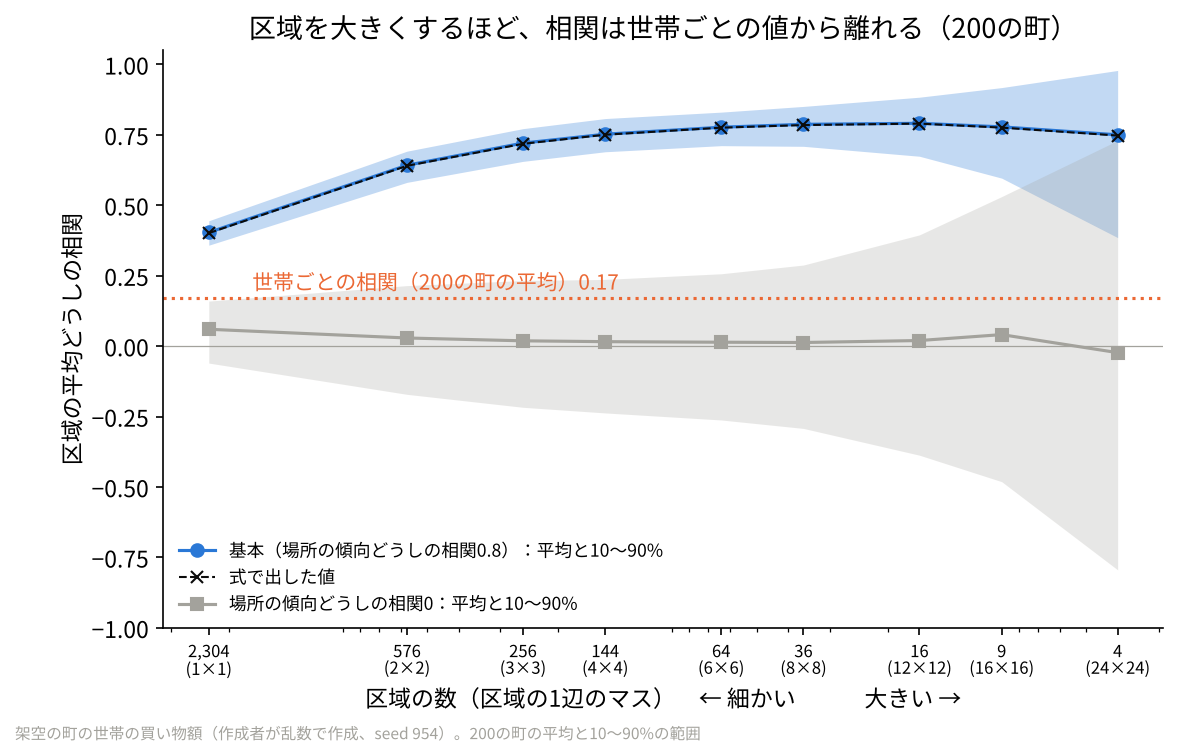 区域を大きくするほど、相関は世帯ごとの値から離れる（200の町）
区域の平均どうしの相関
1.00
0.75
0.50
0.25
0.00
−0.25
−0.50
−0.75
−1.00
世帯ごとの相関（200の町の平均）0.17
基本（場所の傾向どうしの相関0.8）：平均と10〜90%
式で出した値
場所の傾向どうしの相関0：平均と10〜90%
2,304 576 256 144 64 36 16 9 4
(1×1) (2×2) (3×3) (4×4) (6×6) (8×8) (12×12) (16×16) (24×24)
区域の数（区域の1辺のマス） ← 細かい 大きい →
架空の町の世帯の買い物額（作成者が乱数で作成、seed 954）。200の町の平均と10〜90%の範囲